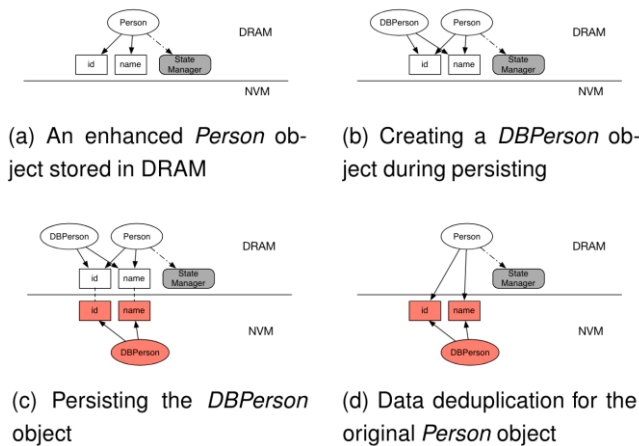 Person
DRAM
id
name
State
Manager
NVM
(a) An enhanced Person ob-
ject stored in DRAM
DBPerson
Person
DRAM
id
name
State
Manager
NVM
(b) Creating a DBPerson ob-
ject during persisting
DBPerson
Person
DRAM
id
name
State
Manager
id
name
NVM
DBPerson
(c) Persisting the DBPerson
object
Person
DRAM
State
Manager
id
name
NVM
DBPerson
(d) Data deduplication for the
original Person object